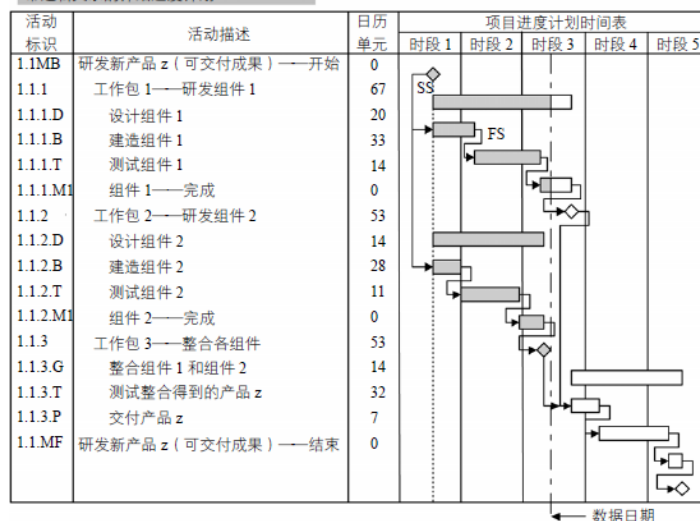 活动标识 活动描述 日历单元 项目进度计划时间表
时段 1 时段 2 时段 3 时段 4 时段 5
1.1MB 研发新产品 z（可交付成果）——开始 0
1.1.1 工作包 1——研发组件 1 67
1.1.1.D 设计组件 1 20
1.1.1.B 建造组件 1 33
1.1.1.T 测试组件 1 14
1.1.1.M1 组件 1——完成 0
1.1.2 工作包 2——研发组件 2 53
1.1.2.D 设计组件 2 14
1.1.2.B 建造组件 2 28
1.1.2.T 测试组件 2 11
1.1.2.M1 组件 2——完成 0
1.1.3 工作包 3——整合各组件 53
1.1.3.G 整合组件 1 和组件 2 14
1.1.3.T 测试整合得到的产品 z 32
1.1.3.P 交付产品 z 7
1.1.MF 研发新产品 z（可交付成果）——结束 0
SS
FS
数据日期